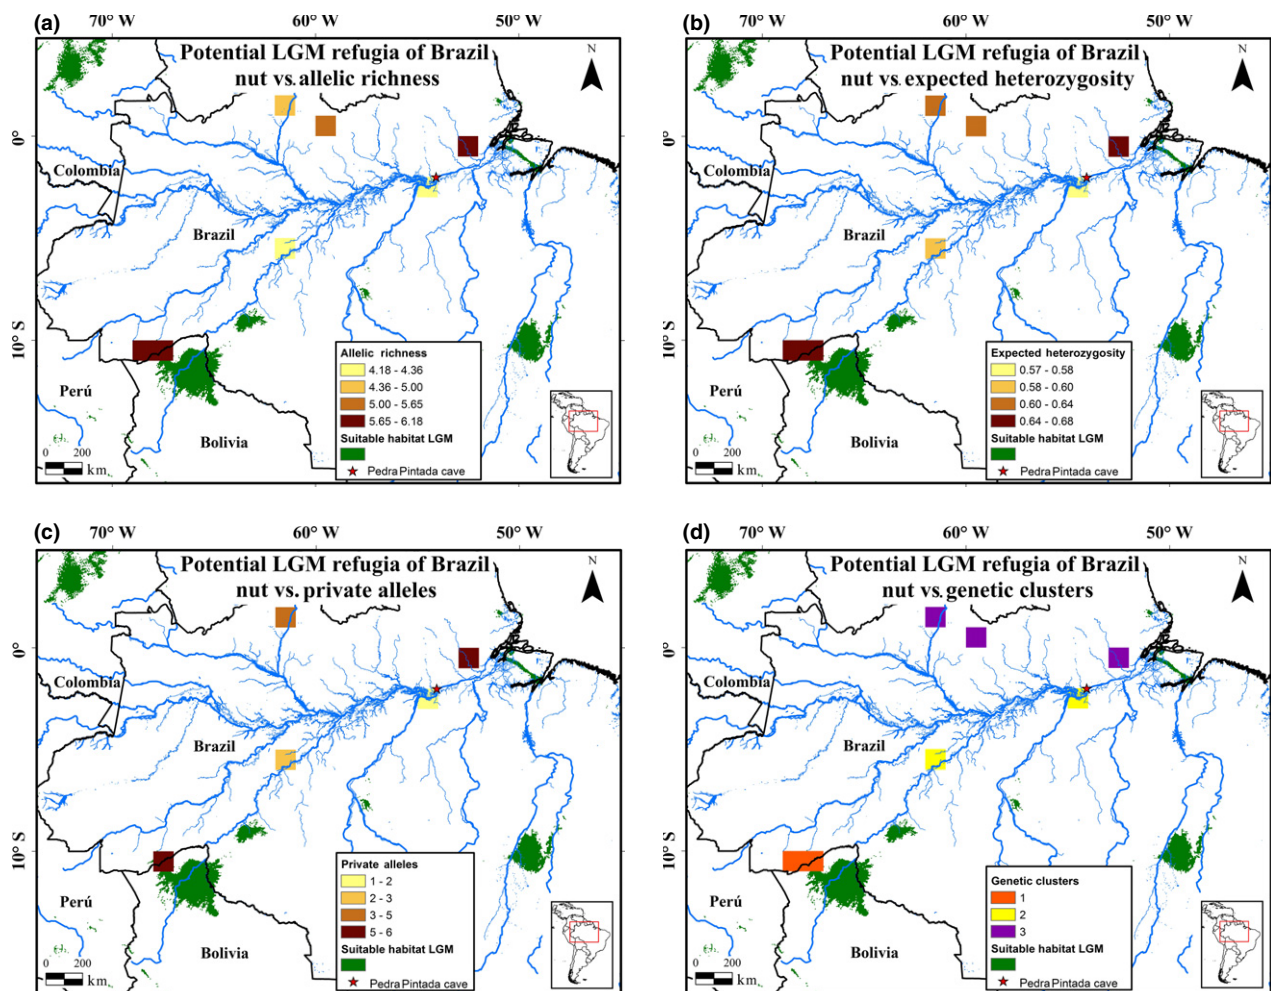 (a)
70° W 60° W 50° W
Potential LGM refugia of Brazil
nut vs. allelic richness
N
0°
Colombia
Brazil
10° S
Perú
Bolivia
Allelic richness
4.18 - 4.36
4.36 - 5.00
5.00 - 5.65
5.65 - 6.18
Suitable habitat LGM
Pedra Pintada cave
0 200
km
(b)
70° W 60° W 50° W
Potential LGM refugia of Brazil
nut vs. expected heterozygosity
N
0°
Colombia
Brazil
10° S
Perú
Bolivia
Expected heterozygosity
0.57 - 0.58
0.58 - 0.60
0.60 - 0.64
0.64 - 0.68
Suitable habitat LGM
Pedra Pintada cave
0 200
km
(c)
70° W 60° W 50° W
Potential LGM refugia of Brazil
nut vs. private alleles
N
0°
Colombia
Brazil
10° S
Perú
Bolivia
Private alleles
1 - 2
2 - 3
3 - 5
5 - 6
Suitable habitat LGM
Pedra Pintada cave
0 200
km
(d)
70° W 60° W 50° W
Potential LGM refugia of Brazil
nut vs. genetic clusters
N
0°
Colombia
Brazil
10° S
Perú
Bolivia
Genetic clusters
1
2
3
Suitable habitat LGM
Pedra Pintada cave
0 200
km